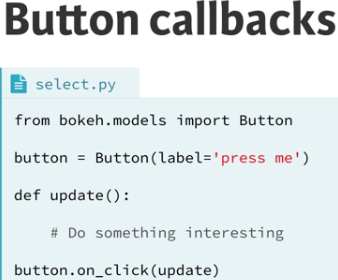 Button callbacks
select.py
from bokeh.models import Button
button = Button(label='press me')
def update():
    # Do something interesting
button.on_click(update)